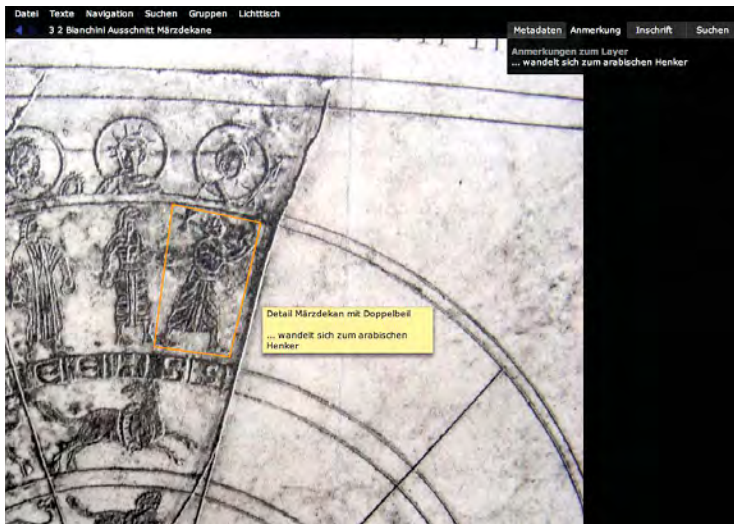 Datei Texte Navigation Suchen Gruppen Lichttisch
3 2 Bianchini Ausschnitt Märzdekane
Metadaten Anmerkung Inschrift Suchen
Anmerkungen zum Layer
... wandelt sich zum arabischen Henker
Detail Märzdekan mit Doppelbeil
... wandelt sich zum arabischen
Henker